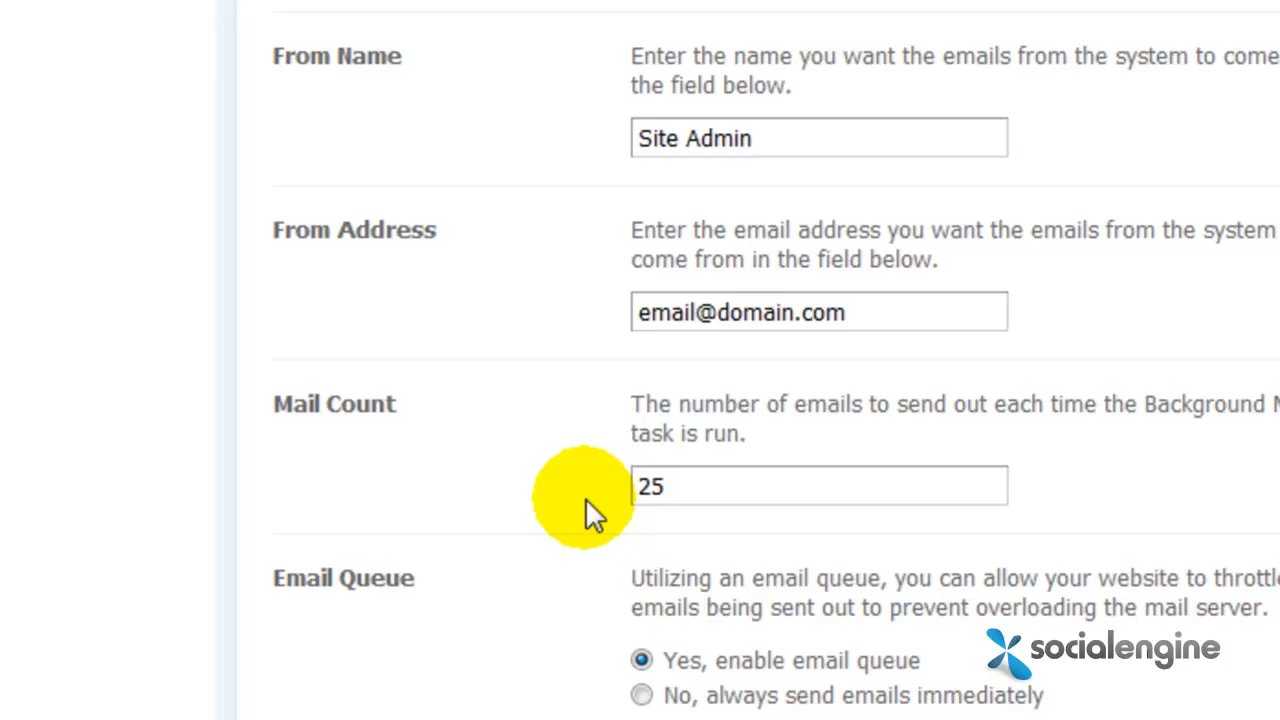 From Name
Enter the name you want the emails from the system to come
the field below.
Site Admin
From Address
Enter the email address you want the emails from the system
come from in the field below.
email@domain.com
Mail Count
The number of emails to send out each time the Background
task is run.
25
Email Queue
Utilizing an email queue, you can allow your website to throttle
emails being sent out to prevent overloading the mail server.
Yes, enable email queue
No, always send emails immediately
socialengine